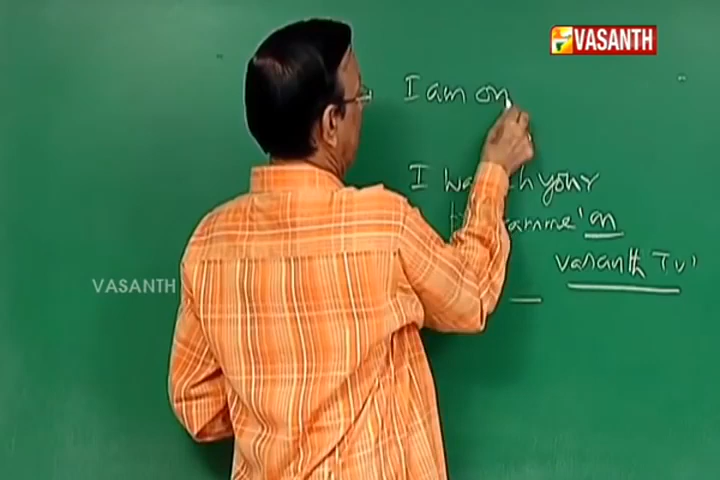 VASANTH
I am on
I watch your
programme' on
Vasanth TV'
VASANTH